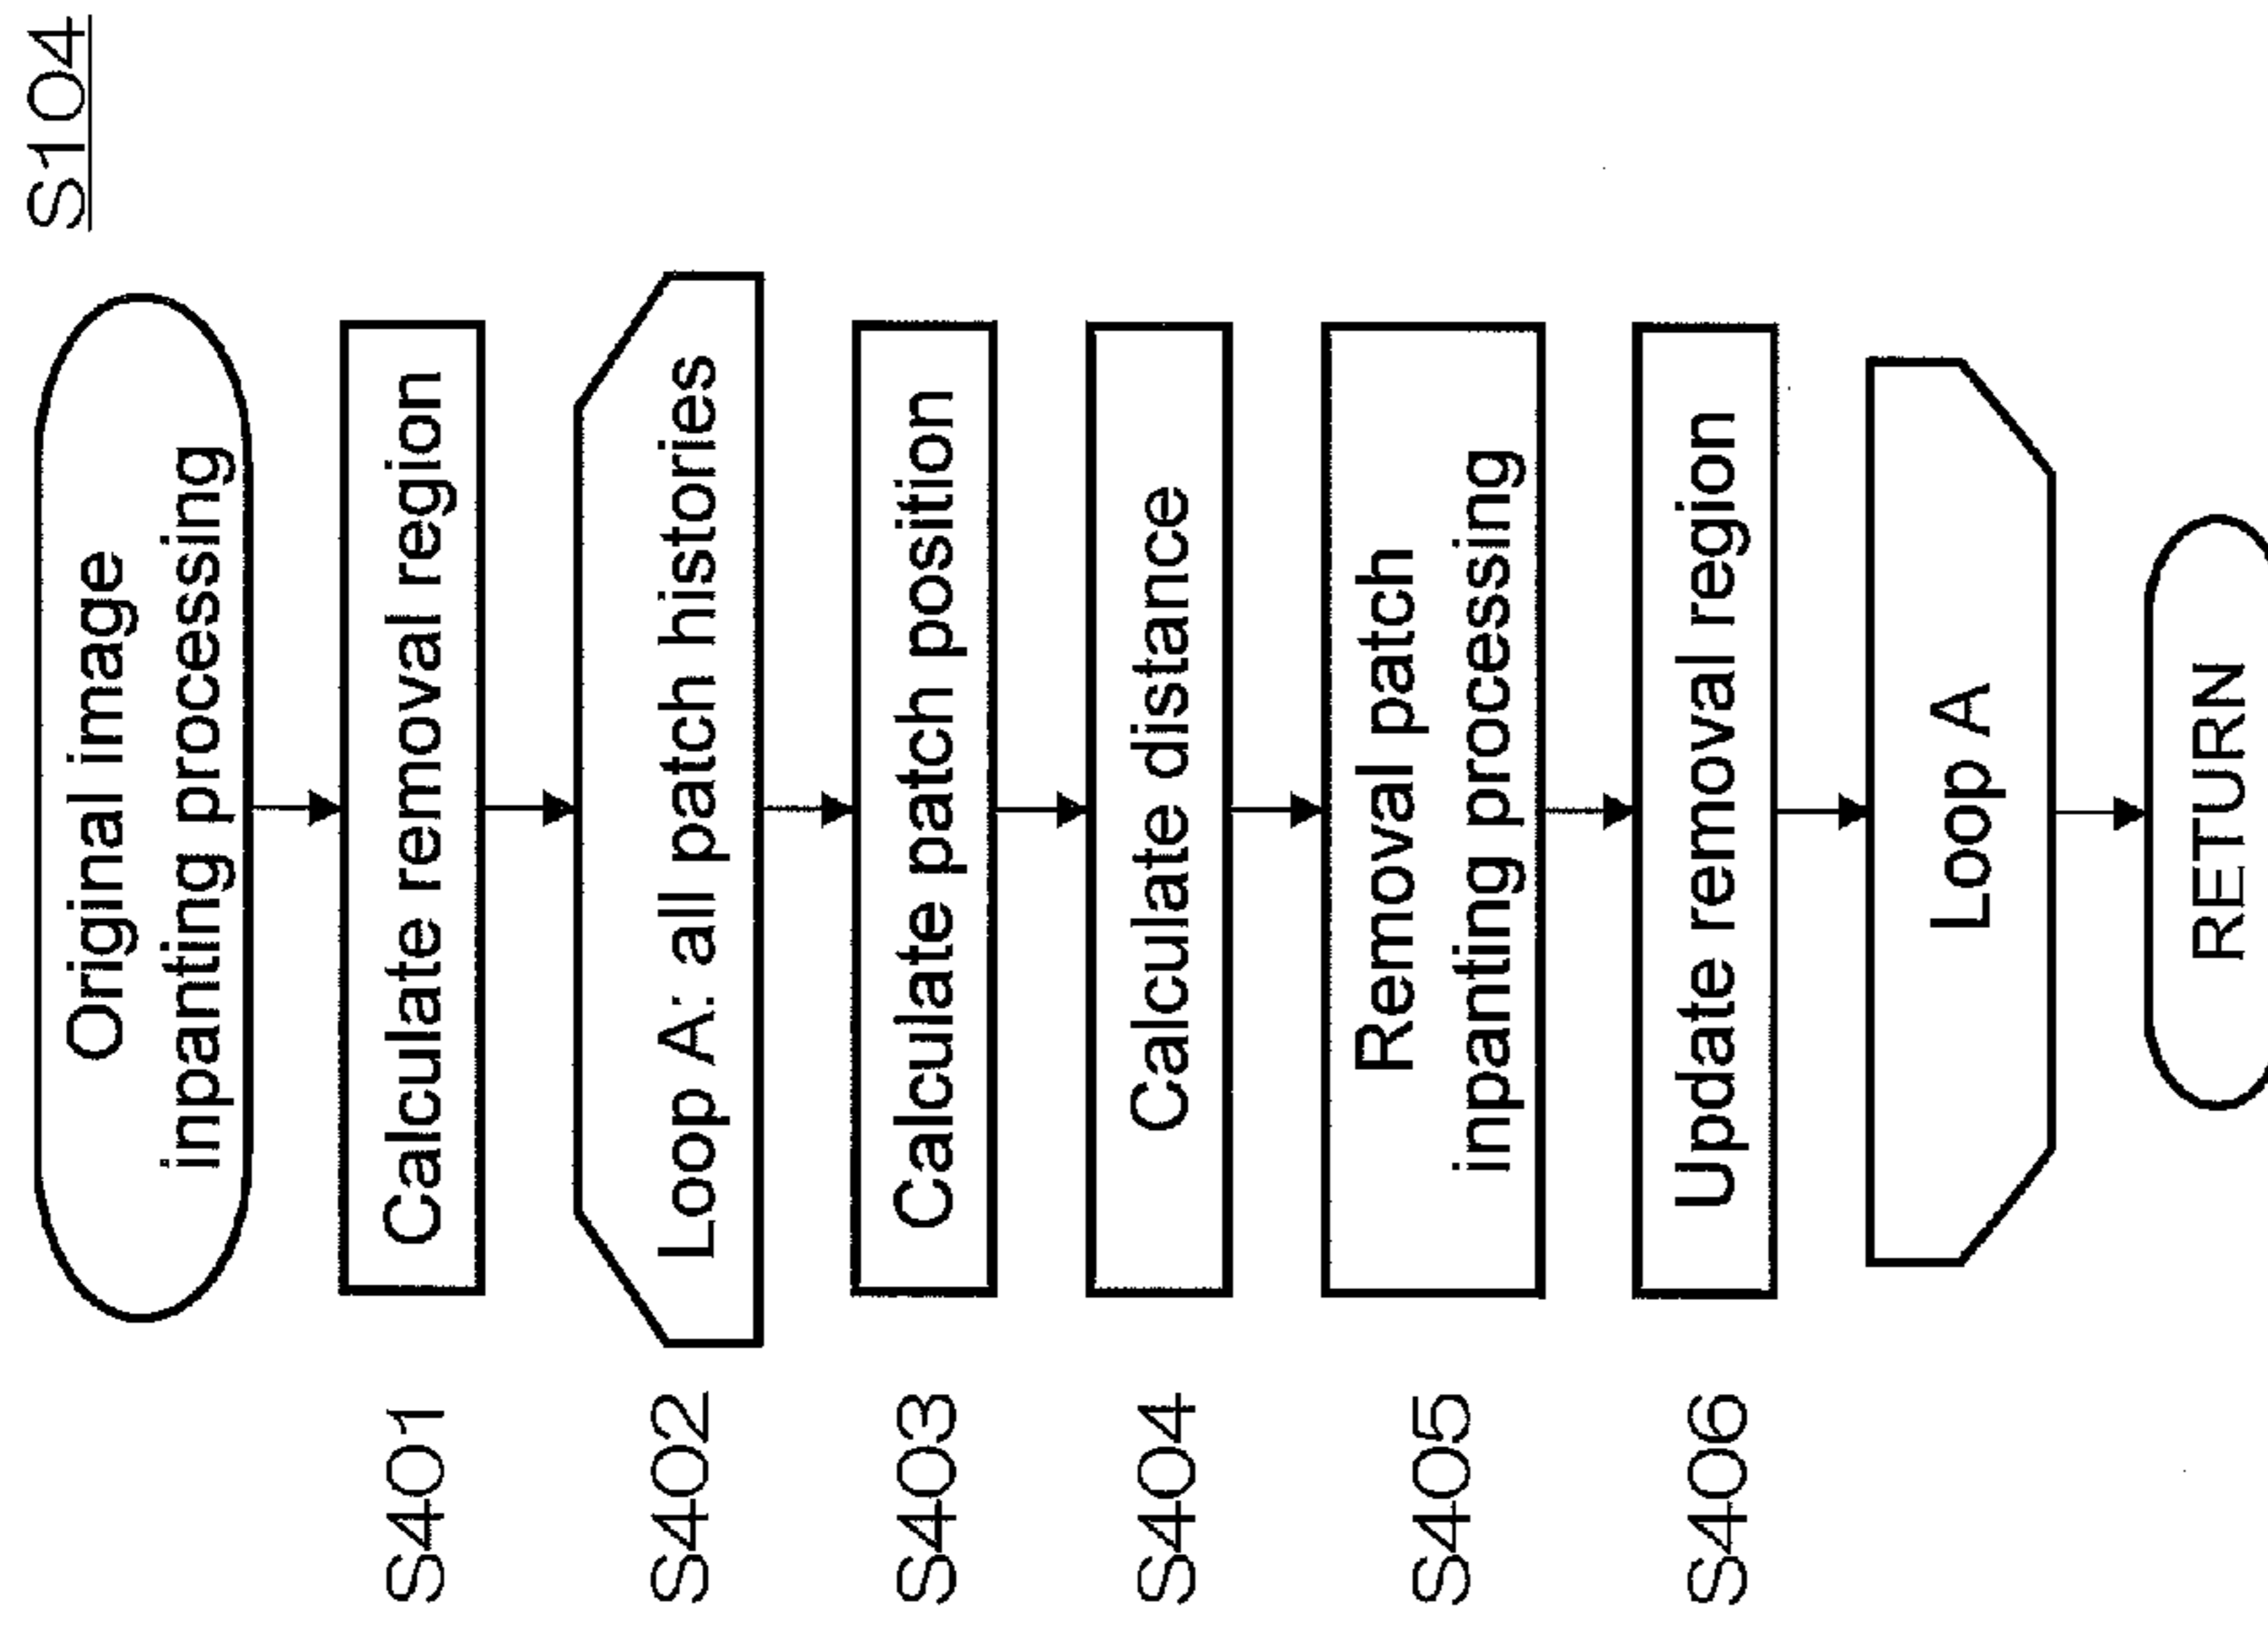 S104
Original image
inpanting processing
S401
Calculate removal region
S402
Loop A: all patch histories
S403
Calculate patch position
S404
Calculate distance
S405
Removal patch
inpanting processing
S406
Update removal region
Loop A
RETURN